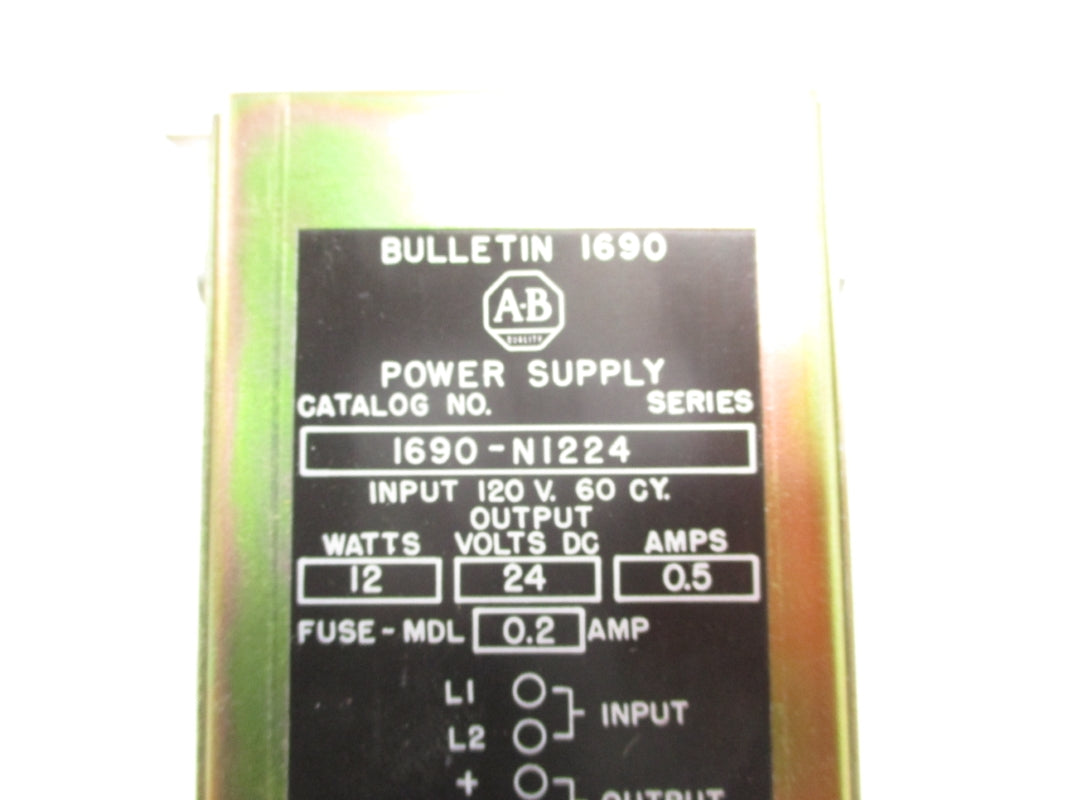 BULLETIN 1690
A-B
QUALITY
POWER SUPPLY
CATALOG NO. SERIES
1690-N1224
INPUT 120 V. 60 CY.
OUTPUT
WATTS VOLTS DC AMPS
12 24 0.5
FUSE-MDL 0.2 AMP
L1
INPUT
L2
+
OUTPUT